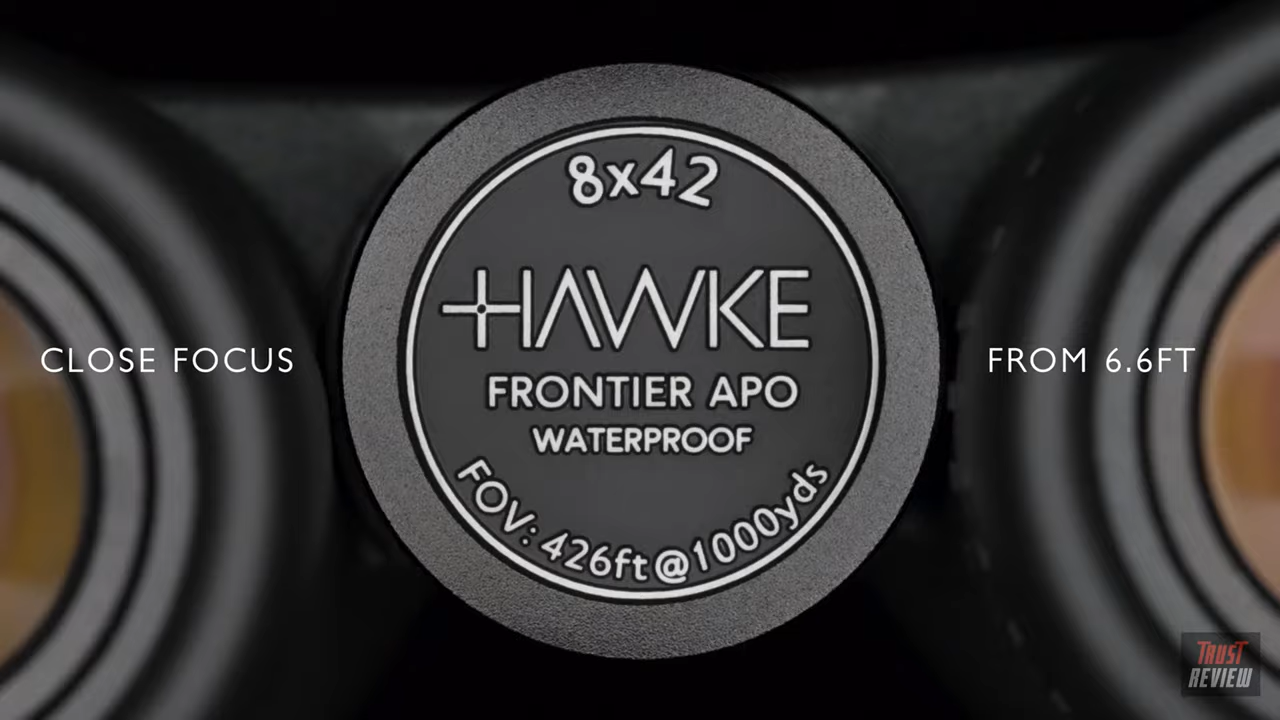 8x42
HAWKE
FRONTIER APO
WATERPROOF
FOV: 426ft@1000yds
CLOSE FOCUS
FROM 6.6FT
TRUST
REVIEW